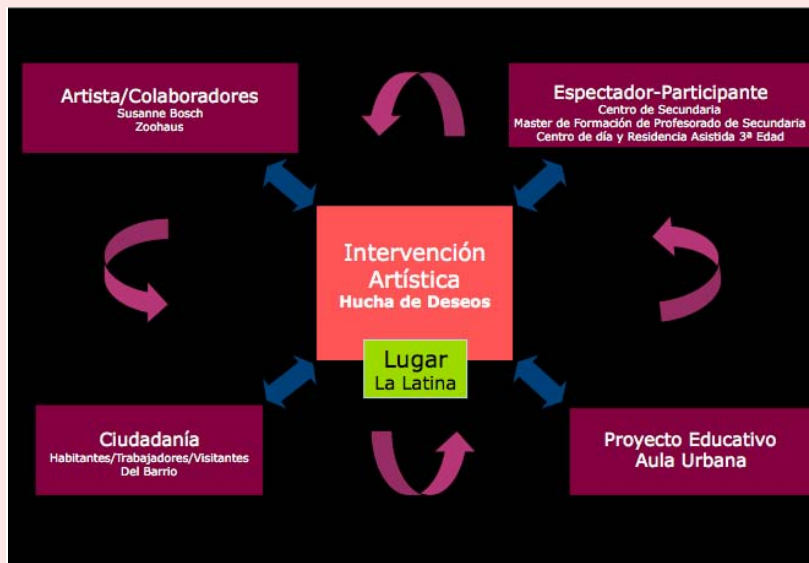 Artista/Colaboradores
Susanne Bosch
Zoohaus
Espectador-Participante
Centro de Secundaria
Master de Formación de Profesorado de Secundaria
Centro de día y Residencia Asistida 3ª Edad
Intervención
Artística
Hucha de Deseos
Lugar
La Latina
Ciudadanía
Habitantes/Trabajadores/Visitantes
Del Barrio
Proyecto Educativo
Aula Urbana